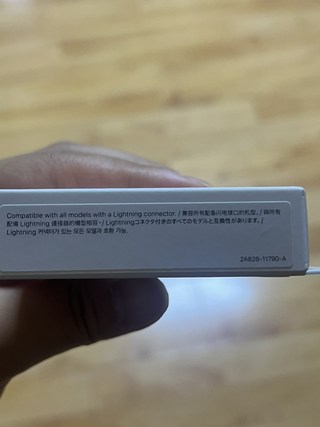 Compatible with all models with a Lightning connector. / 兼容所有配备闪电接口的机型。/ 與所有
配備 Lightning 連接器的機型相容。/ Lightningコネクタ付きのすべてのモデルと互換性があります。/
Lightning 커넥터가 있는 모든 모델과 호환 가능.
2A828-11790-A